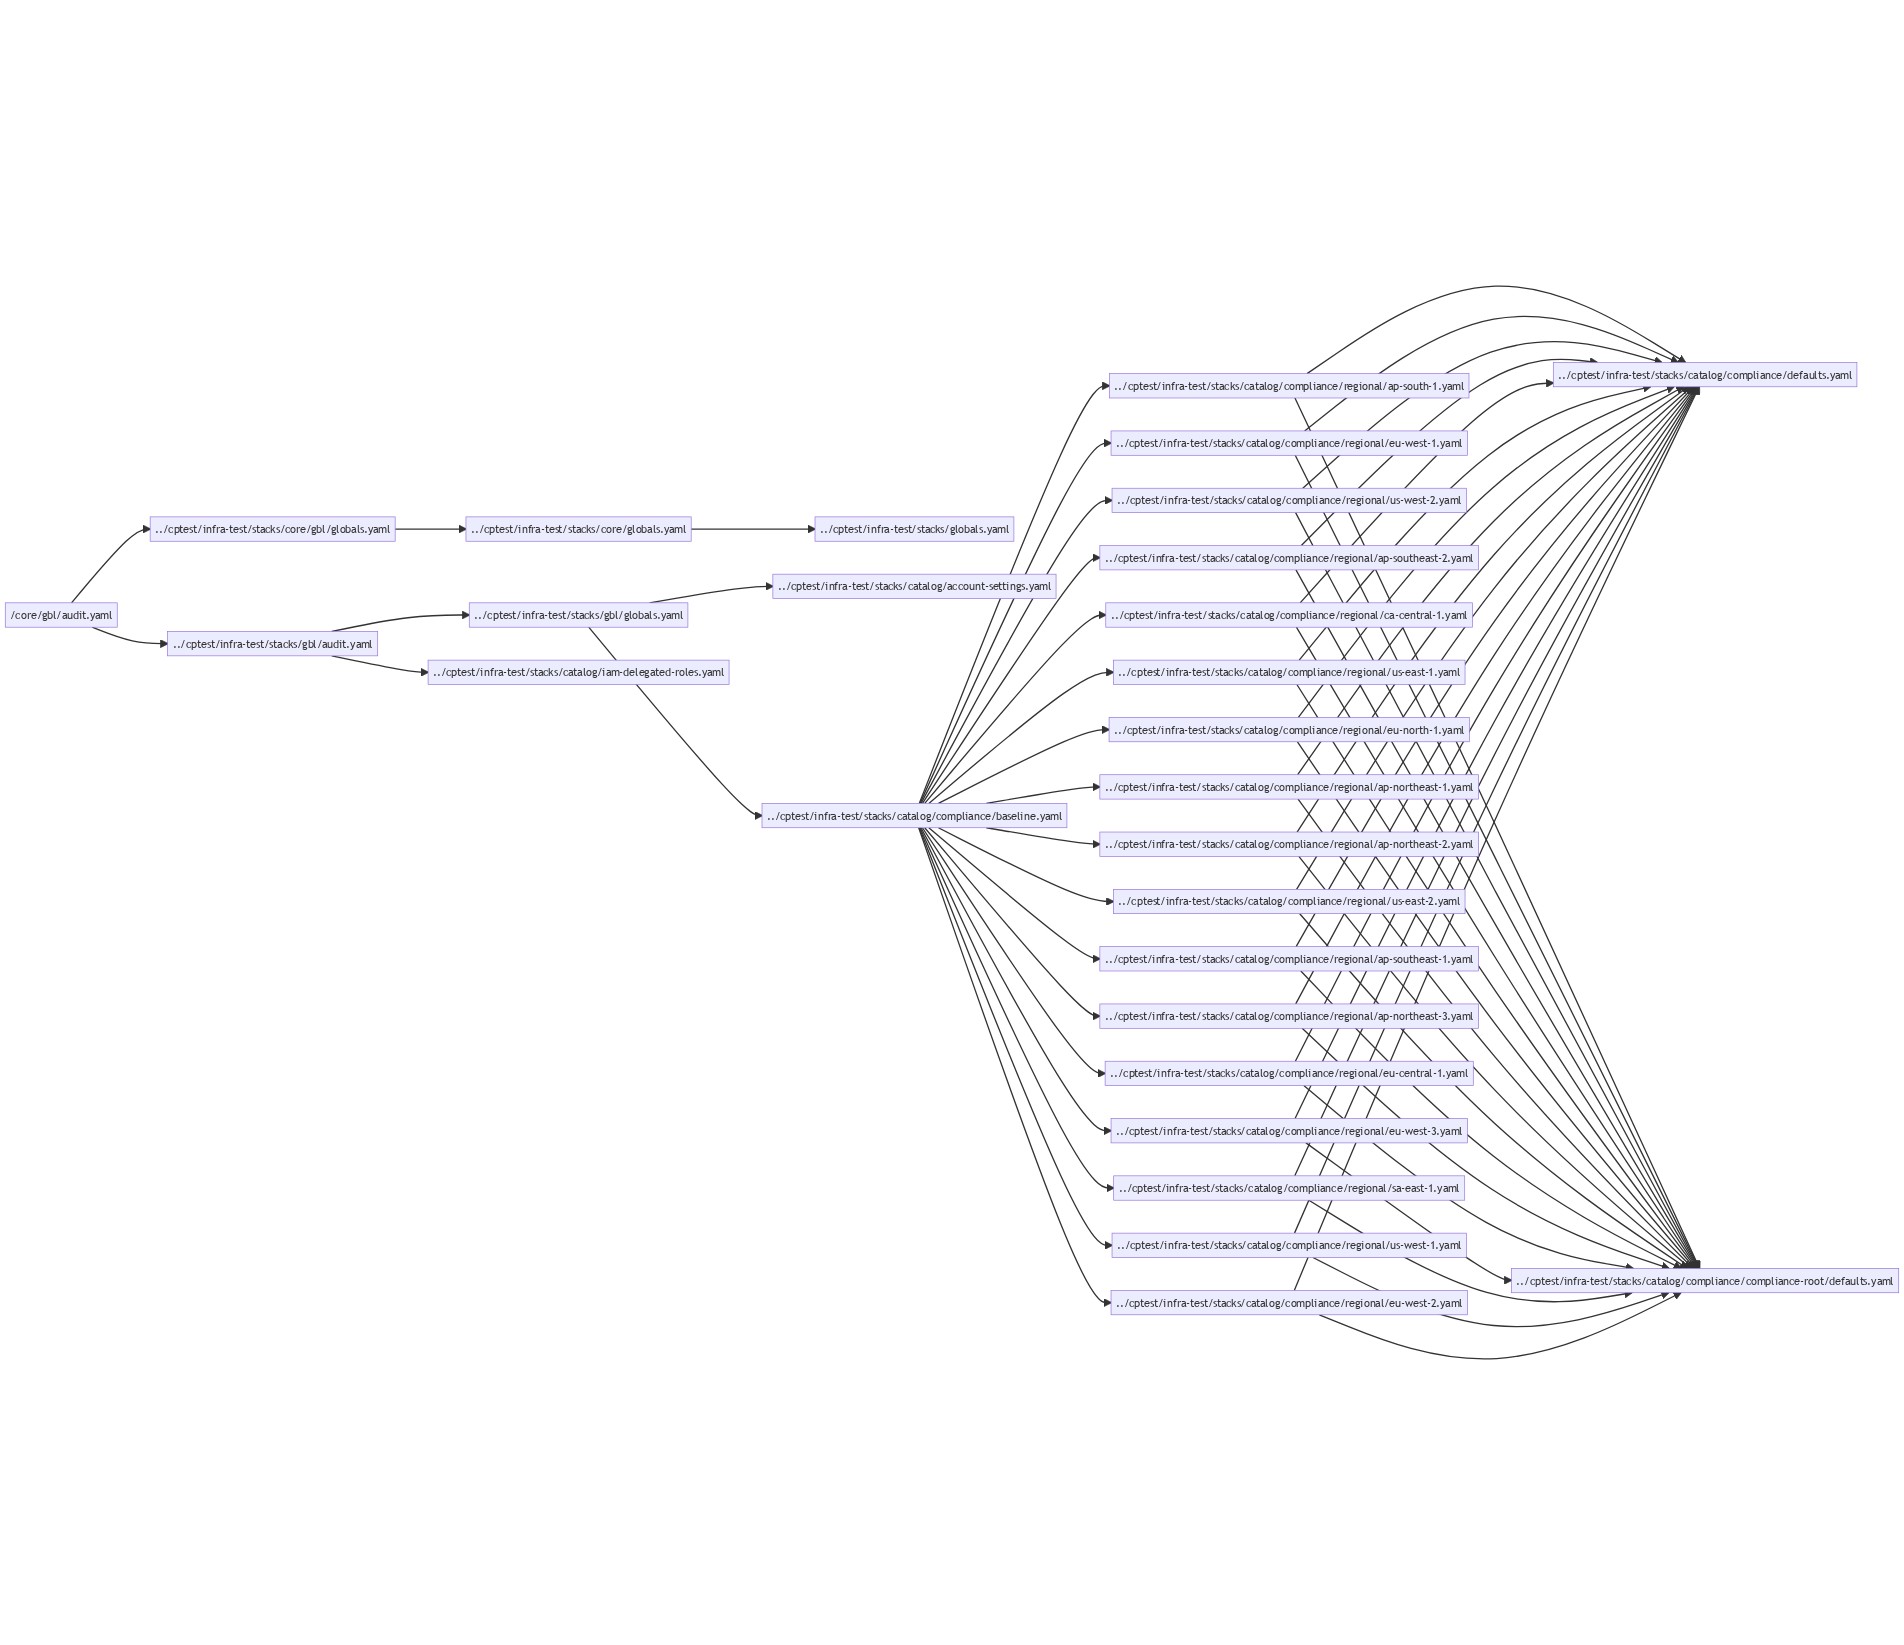 /core/gbl/audit.yaml
../cptest/infra-test/stacks/core/gbl/globals.yaml
../cptest/infra-test/stacks/gbl/audit.yaml
../cptest/infra-test/stacks/core/globals.yaml
../cptest/infra-test/stacks/gbl/globals.yaml
../cptest/infra-test/stacks/catalog/iam-delegated-roles.yaml
../cptest/infra-test/stacks/globals.yaml
../cptest/infra-test/stacks/catalog/account-settings.yaml
../cptest/infra-test/stacks/catalog/compliance/baseline.yaml
../cptest/infra-test/stacks/catalog/compliance/regional/ap-south-1.yaml
../cptest/infra-test/stacks/catalog/compliance/regional/eu-west-1.yaml
../cptest/infra-test/stacks/catalog/compliance/regional/us-west-2.yaml
../cptest/infra-test/stacks/catalog/compliance/regional/ap-southeast-2.yaml
../cptest/infra-test/stacks/catalog/compliance/regional/ca-central-1.yaml
../cptest/infra-test/stacks/catalog/compliance/regional/us-east-1.yaml
../cptest/infra-test/stacks/catalog/compliance/regional/eu-north-1.yaml
../cptest/infra-test/stacks/catalog/compliance/regional/ap-northeast-1.yaml
../cptest/infra-test/stacks/catalog/compliance/regional/ap-northeast-2.yaml
../cptest/infra-test/stacks/catalog/compliance/regional/us-east-2.yaml
../cptest/infra-test/stacks/catalog/compliance/regional/ap-southeast-1.yaml
../cptest/infra-test/stacks/catalog/compliance/regional/ap-northeast-3.yaml
../cptest/infra-test/stacks/catalog/compliance/regional/eu-central-1.yaml
../cptest/infra-test/stacks/catalog/compliance/regional/eu-west-3.yaml
../cptest/infra-test/stacks/catalog/compliance/regional/sa-east-1.yaml
../cptest/infra-test/stacks/catalog/compliance/regional/us-west-1.yaml
../cptest/infra-test/stacks/catalog/compliance/regional/eu-west-2.yaml
../cptest/infra-test/stacks/catalog/compliance/defaults.yaml
../cptest/infra-test/stacks/catalog/compliance/compliance-root/defaults.yaml